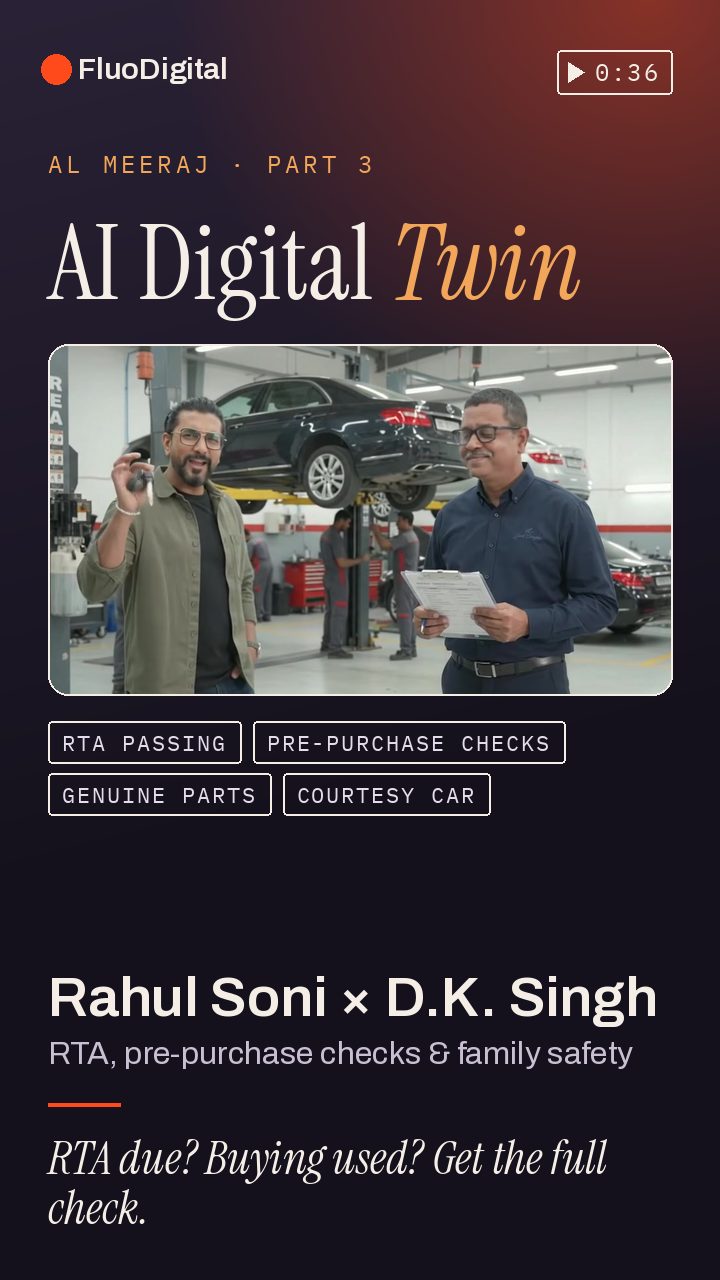 FluoDigital
0:36
AL MEERAJ · PART 3
AI Digital Twin
REA
RTA PASSING
PRE-PURCHASE CHECKS
GENUINE PARTS
COURTESY CAR
Rahul Soni × D.K. Singh
RTA, pre-purchase checks & family safety
RTA due? Buying used? Get the full
check.